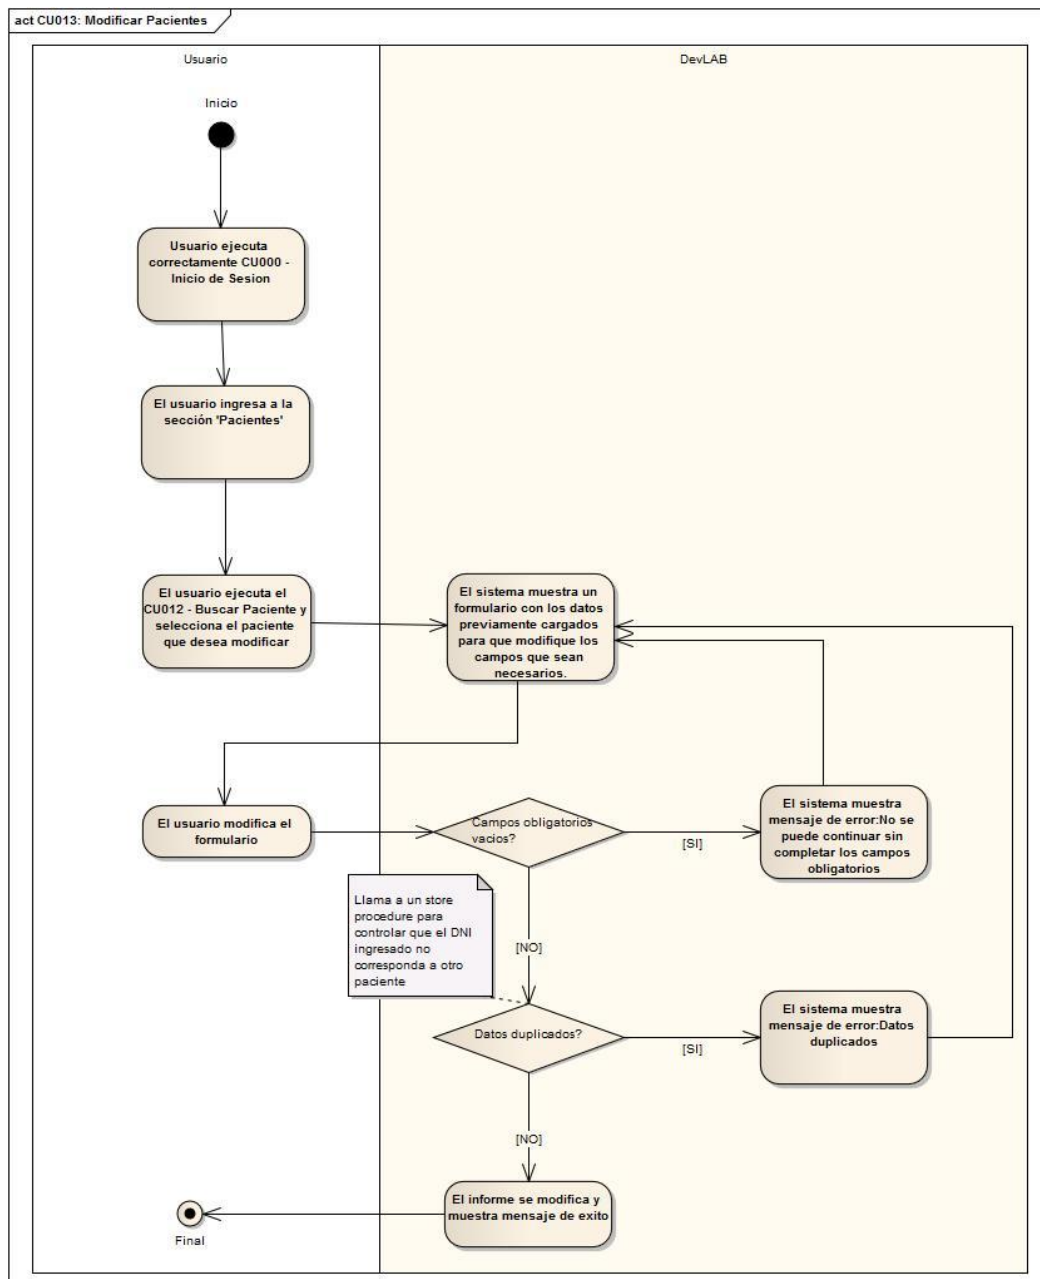 act CU013: Modificar Pacientes
Usuario
DevLAB
Inicio
Usuario ejecuta
correctamente CU000 -
Inicio de Sesion
El usuario ingresa a la
sección 'Pacientes'
El usuario ejecuta el
CU012 - Buscar Paciente y
selecciona el paciente
que desea modificar
El sistema muestra un
formulario con los datos
previamente cargados
para que modifique los
campos que sean
necesarios.
El usuario modifica el
formulario
Campos obligatorios
vacios?
[SI]
El sistema muestra
mensaje de error:No se
puede continuar sin
completar los campos
obligatorios
Llama a un store
procedure para
controlar que el DNI
ingresado no
corresponda a otro
paciente
[NO]
Datos duplicados?
[SI]
El sistema muestra
mensaje de error:Datos
duplicados
[NO]
El informe se modifica y
muestra mensaje de exito
Final